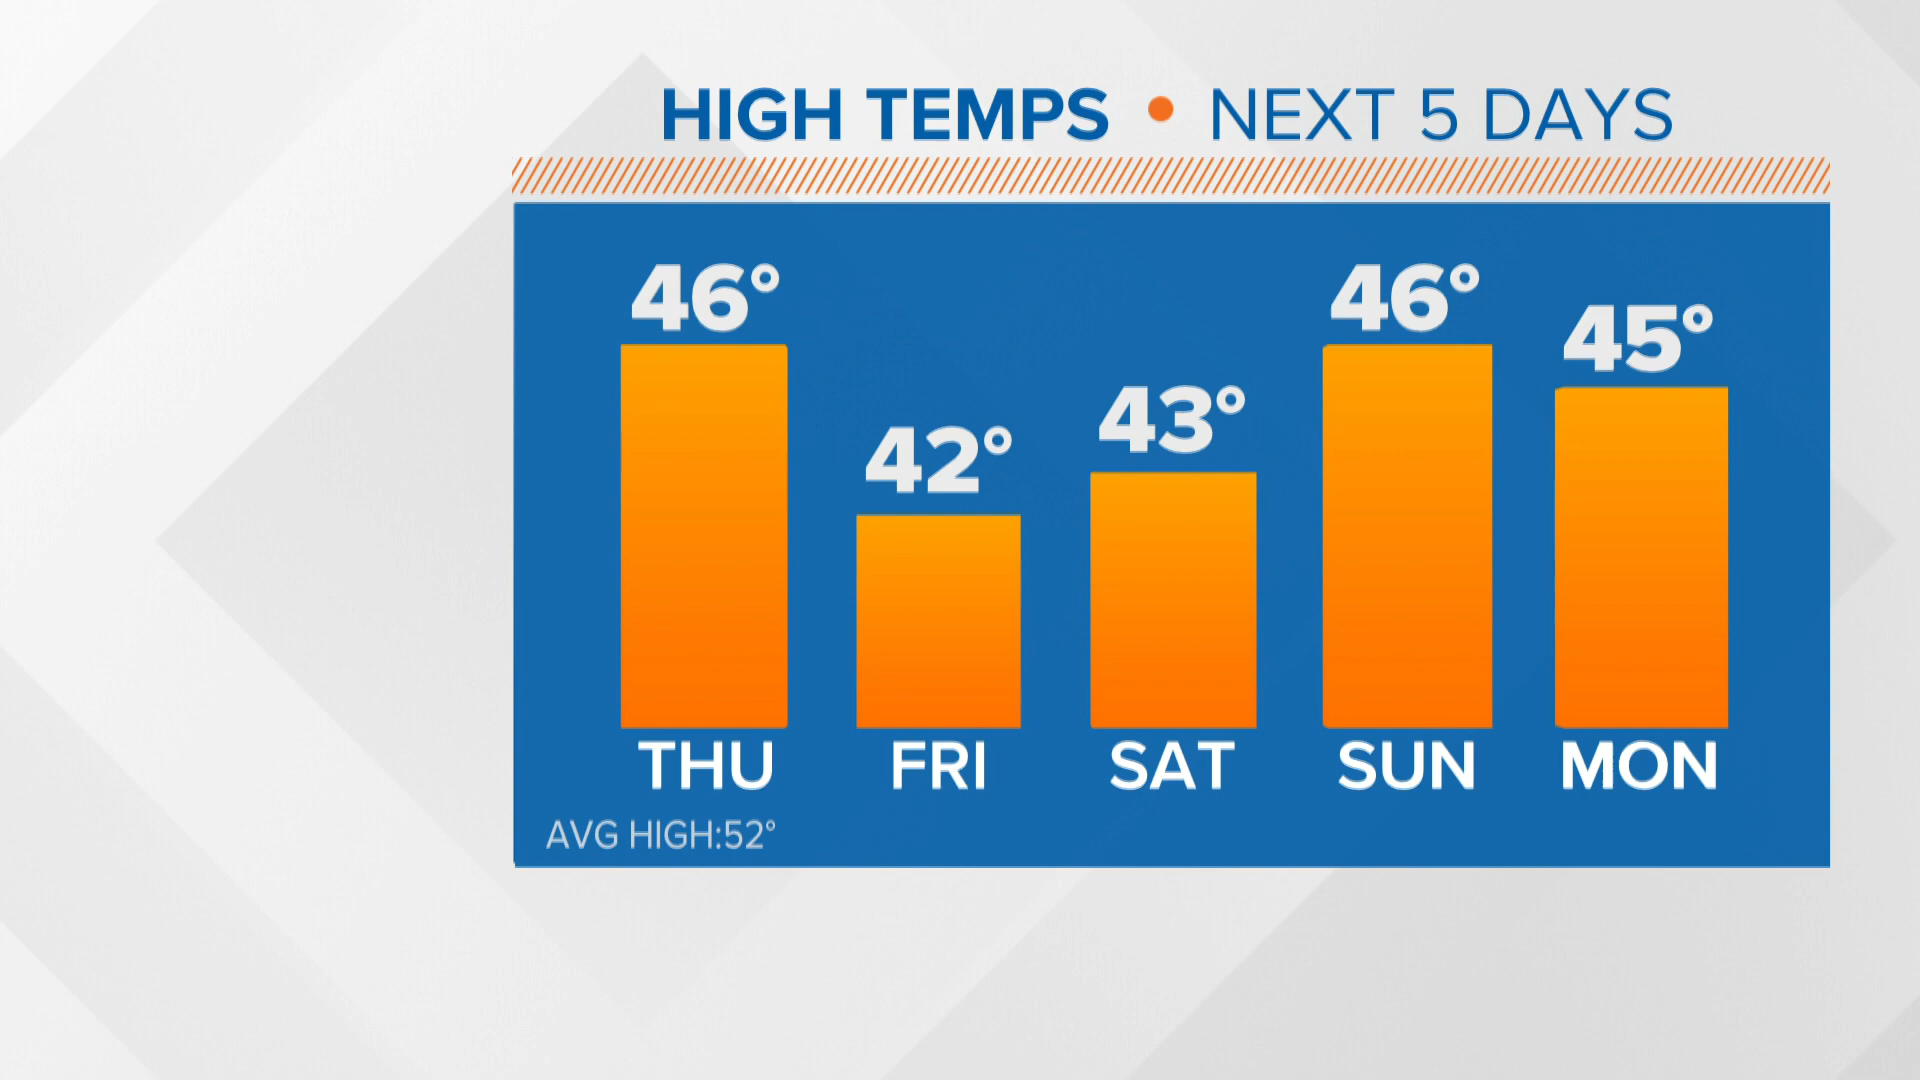 HIGH TEMPS • NEXT 5 DAYS
46° 42° 43° 46° 45°
THU FRI SAT SUN MON
AVG HIGH:52°